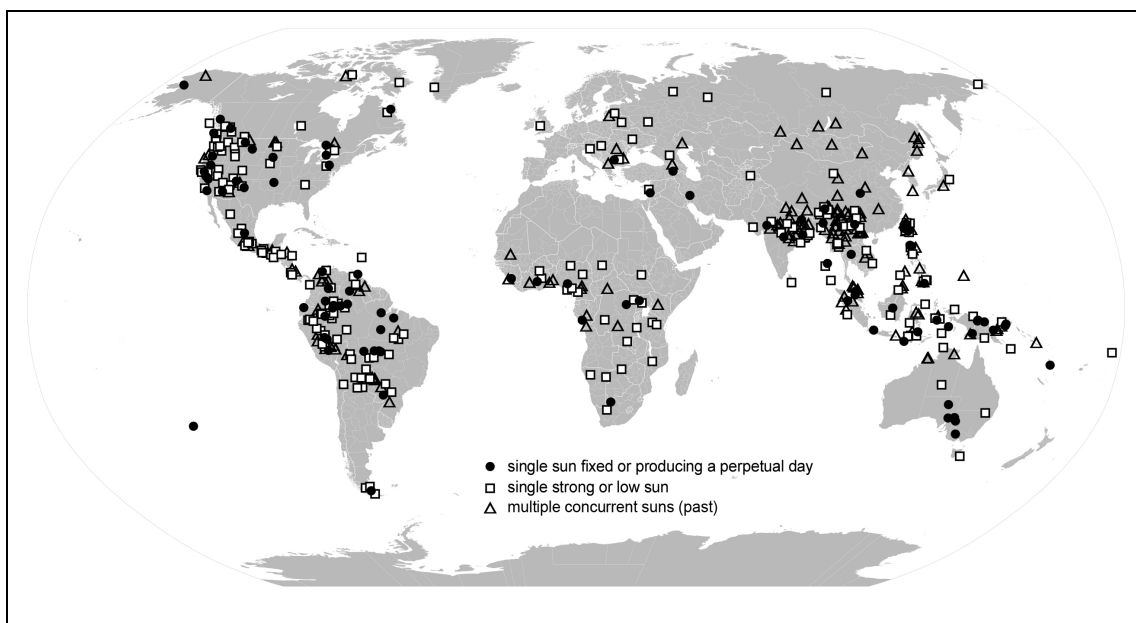 single sun fixed or producing a perpetual day
single strong or low sun
multiple concurrent suns (past)